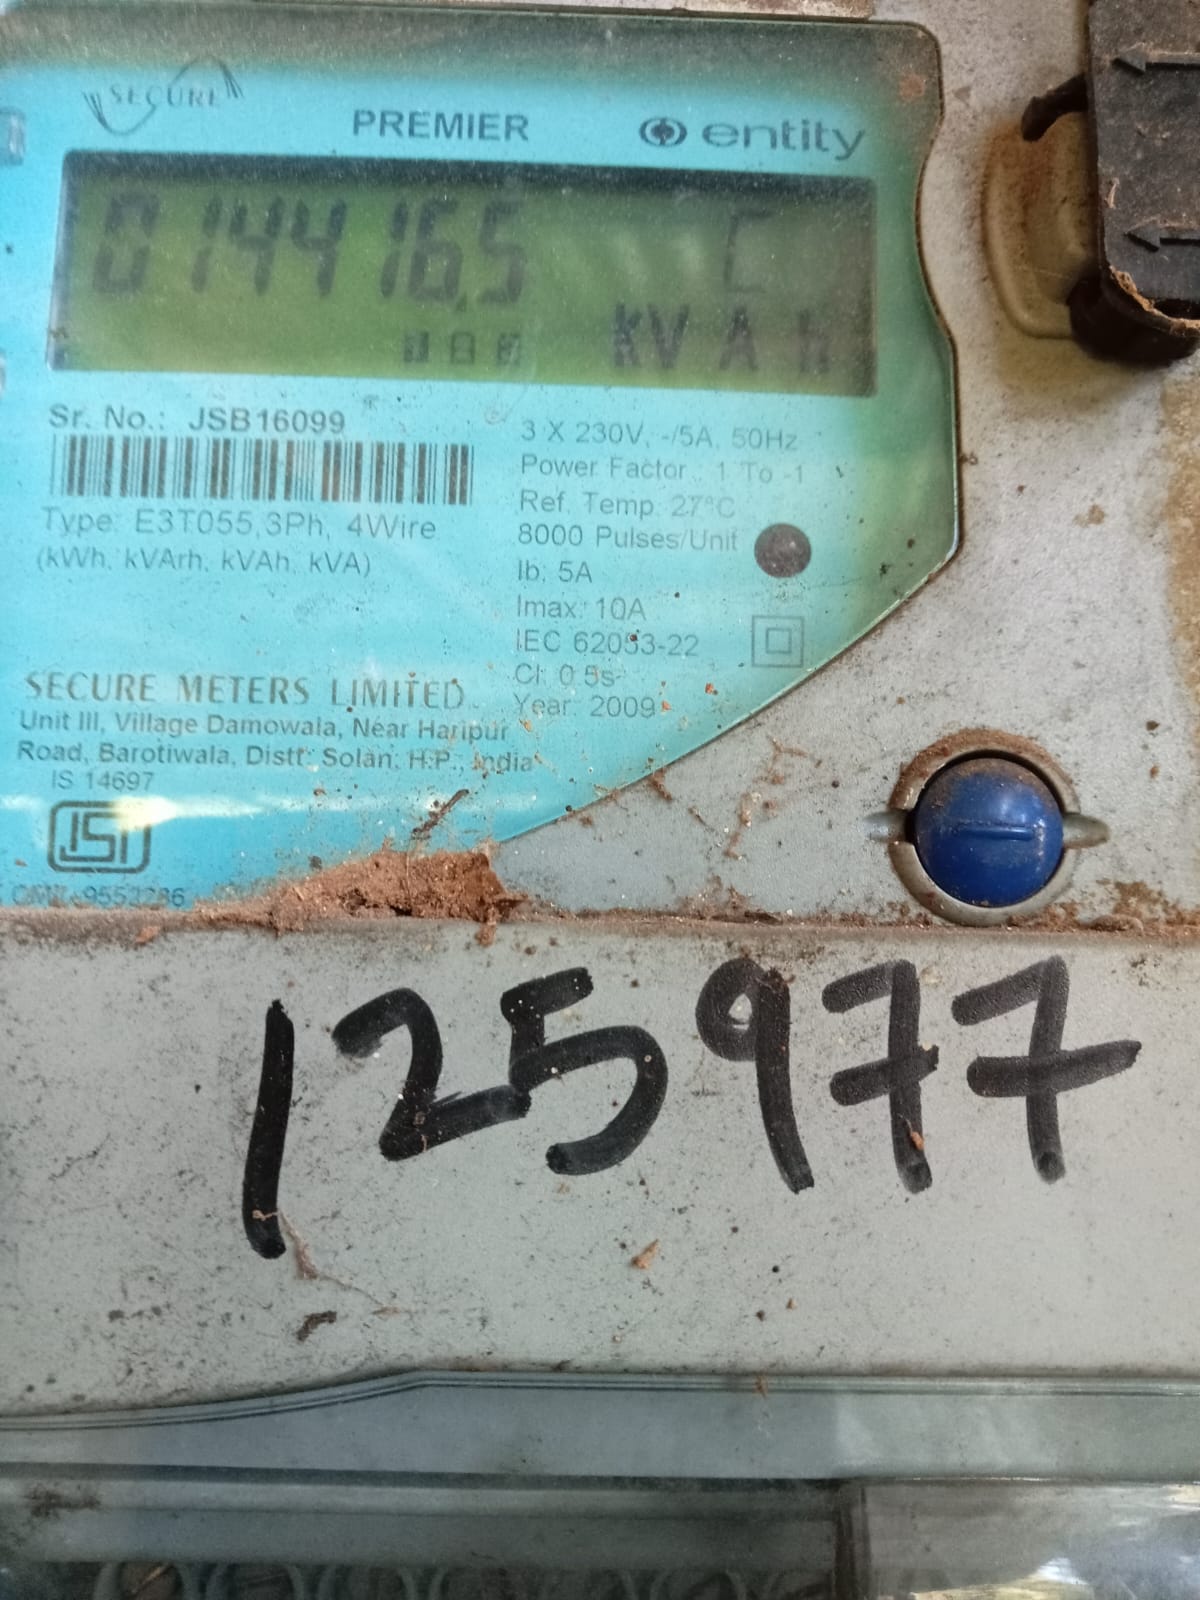 SECURE
PREMIER
entity
014416.5 C
kVAh
Sr. No.: JSB16099
Type: E3T055,3Ph, 4Wire
(kWh, kVArh, kVAh, kVA)
3 X 230V, -/5A, 50Hz
Power Factor : 1 To -1
Ref. Temp. 27°C
8000 Pulses/Unit
Ib: 5A
Imax: 10A
IEC 62053-22
Cl: 0.5s
Year: 2009
SECURE METERS LIMITED
Unit III, Village Damowala, Near Haripur
Road, Barotiwala, Distt. Solan. H.P., India
IS 14697
ISI
125977